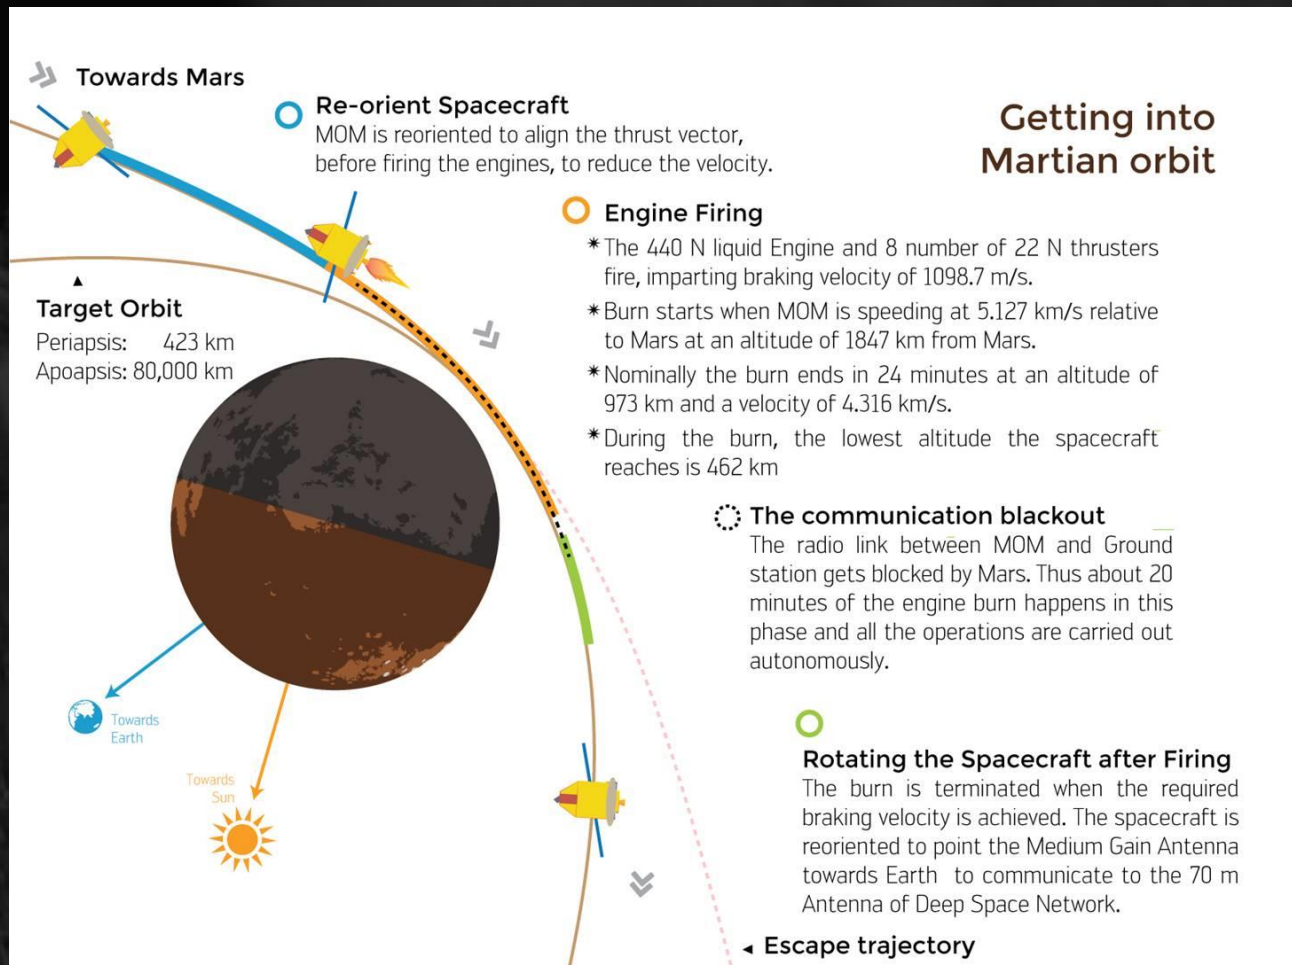 Towards Mars
Getting into
Martian orbit
Re-orient Spacecraft
MOM is reoriented to align the thrust vector,
before firing the engines, to reduce the velocity.
Engine Firing
* The 440 N liquid Engine and 8 number of 22 N thrusters
fire, imparting braking velocity of 1098.7 m/s.
* Burn starts when MOM is speeding at 5.127 km/s relative
to Mars at an altitude of 1847 km from Mars.
* Nominally the burn ends in 24 minutes at an altitude of
973 km and a velocity of 4.316 km/s.
* During the burn, the lowest altitude the spacecraft
reaches is 462 km
Target Orbit
Periapsis: 423 km
Apoapsis: 80,000 km
The communication blackout
The radio link between MOM and Ground
station gets blocked by Mars. Thus about 20
minutes of the engine burn happens in this
phase and all the operations are carried out
autonomously.
Towards
Earth
Towards
Sun
Rotating the Spacecraft after Firing
The burn is terminated when the required
braking velocity is achieved. The spacecraft is
reoriented to point the Medium Gain Antenna
towards Earth to communicate to the 70 m
Antenna of Deep Space Network.
Escape trajectory